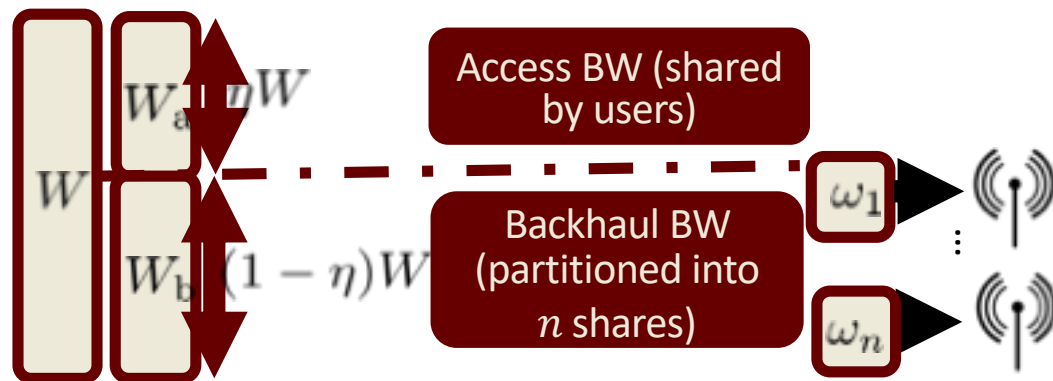 W
W_a
ηW
W_b
(1 − η)W
Access BW (shared
by users)
Backhaul BW
(partitioned into
n shares)
ω_1
⋮
ω_n